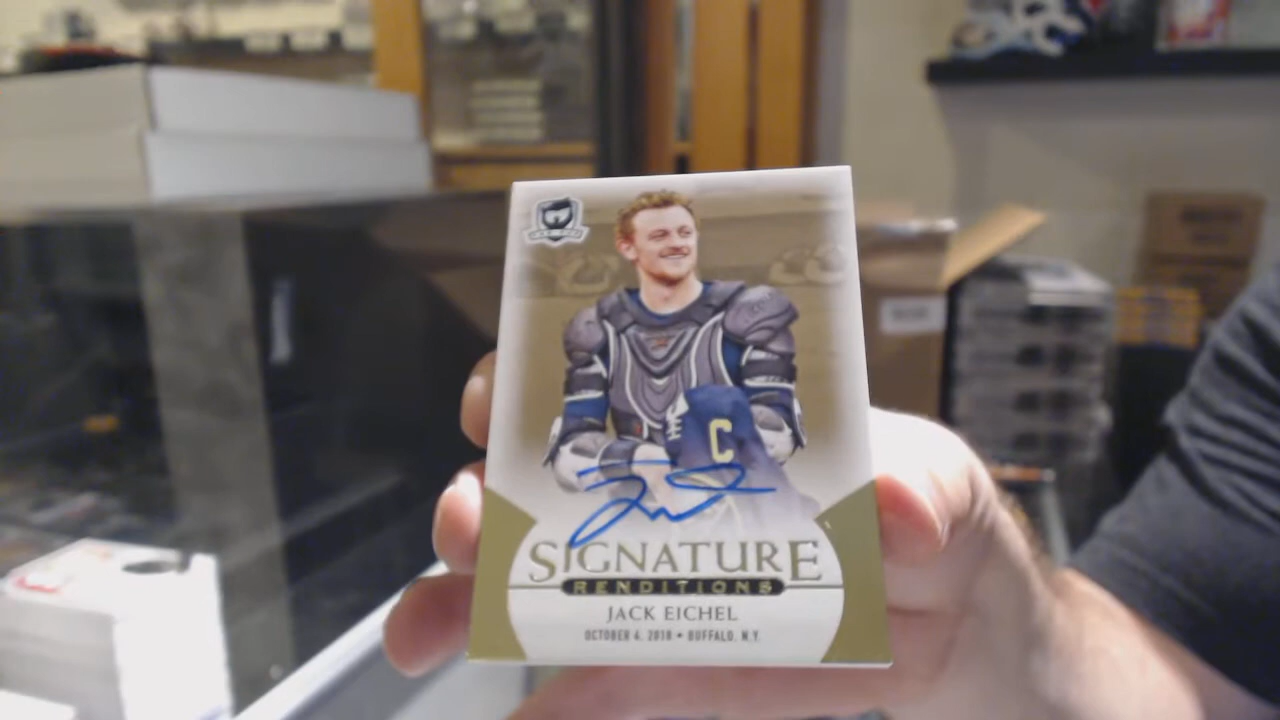 C
SIGNATURE
RENDITIONS
JACK EICHEL
OCTOBER 4, 2018 • BUFFALO, N.Y.